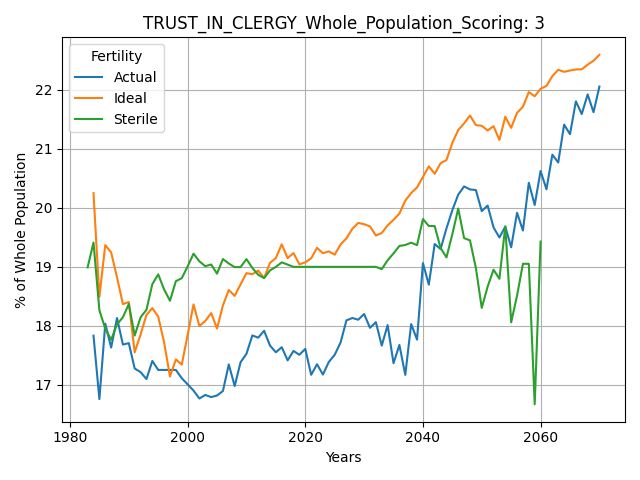 TRUST_IN_CLERGY_Whole_Population_Scoring: 3
Fertility
Actual
Ideal
Sterile
% of Whole Population
22
21
20
19
18
17
1980
2000
2020
2040
2060
Years